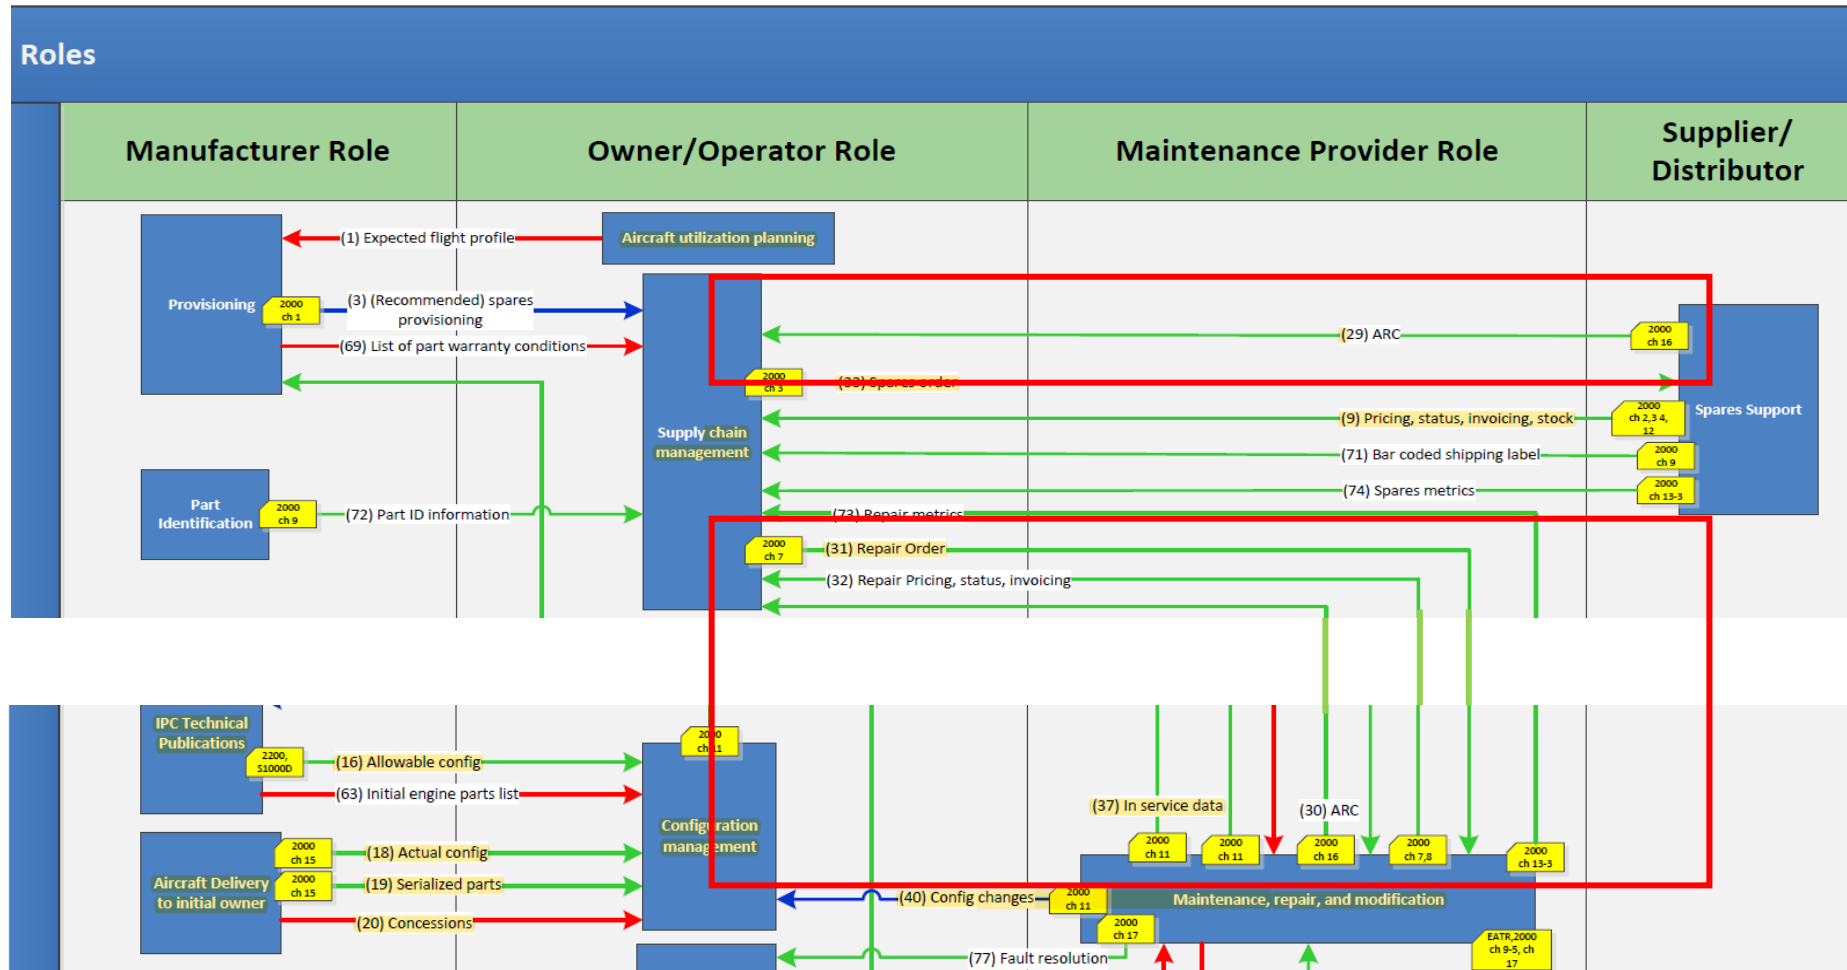 Roles
Manufacturer Role
Owner/Operator Role
Maintenance Provider Role
Supplier/
Distributor
(1) Expected flight profile
Aircraft utilization planning
Provisioning
2000
ch 1
(3) (Recommended) spares
provisioning
(69) List of part warranty conditions
(29) ARC
2000
ch 16
2000
ch 3
(33) Spares order
Supply chain
management
(9) Pricing, status, invoicing, stock
2000
ch 2,3 4,
12
Spares Support
(71) Bar coded shipping label
2000
ch 9
(74) Spares metrics
2000
ch 13-3
Part
Identification
2000
ch 9
(72) Part ID information
(73) Repair metrics
2000
ch 7
(31) Repair Order
(32) Repair Pricing, status, invoicing
IPC Technical
Publications
2200,
S1000D
(16) Allowable config
(63) Initial engine parts list
2000
ch 11
Configuration
management
(37) In service data
(30) ARC
2000
ch 11
2000
ch 11
2000
ch 16
2000
ch 7,8
2000
ch 13-3
Aircraft Delivery
to initial owner
2000
ch 15
(18) Actual config
2000
ch 15
(19) Serialized parts
(20) Concessions
(40) Config changes
2000
ch 11
Maintenance, repair, and modification
2000
ch 17
(77) Fault resolution
EATR,2000
ch 9-5, ch
17